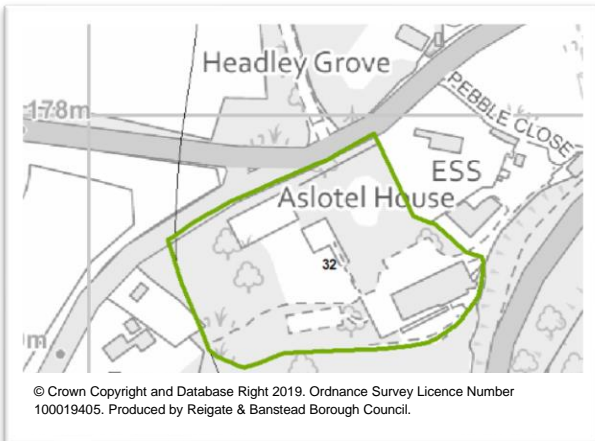 Headley Grove
178m
PEBBLE CLOSE
ESS
Aslotel House
32
m
© Crown Copyright and Database Right 2019. Ordnance Survey Licence Number
100019405. Produced by Reigate & Banstead Borough Council.